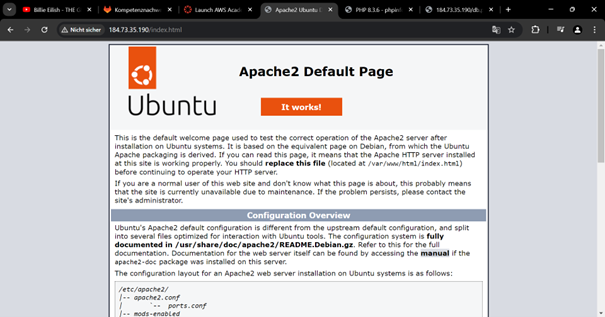 Billie Eilish - THE G
Kompetenznachw
Launch AWS Acade
Apache2 Ubuntu D
PHP 8.3.6 - phpinf
184.73.35.190/db.p
Nicht sicher 184.73.35.190/index.html
Apache2 Default Page
Ubuntu
It works!
This is the default welcome page used to test the correct operation of the Apache2 server after
installation on Ubuntu systems. It is based on the equivalent page on Debian, from which the Ubuntu
Apache packaging is derived. If you can read this page, it means that the Apache HTTP server installed
at this site is working properly. You should replace this file (located at /var/www/html/index.html)
before continuing to operate your HTTP server.
If you are a normal user of this web site and don't know what this page is about, this probably means
that the site is currently unavailable due to maintenance. If the problem persists, please contact the
site's administrator.
Configuration Overview
Ubuntu's Apache2 default configuration is different from the upstream default configuration, and split
into several files optimized for interaction with Ubuntu tools. The configuration system is fully
documented in /usr/share/doc/apache2/README.Debian.gz. Refer to this for the full
documentation. Documentation for the web server itself can be found by accessing the manual if the
apache2-doc package was installed on this server.
The configuration layout for an Apache2 web server installation on Ubuntu systems is as follows:
/etc/apache2/
|-- apache2.conf
|       `-- ports.conf
|-- mods-enabled